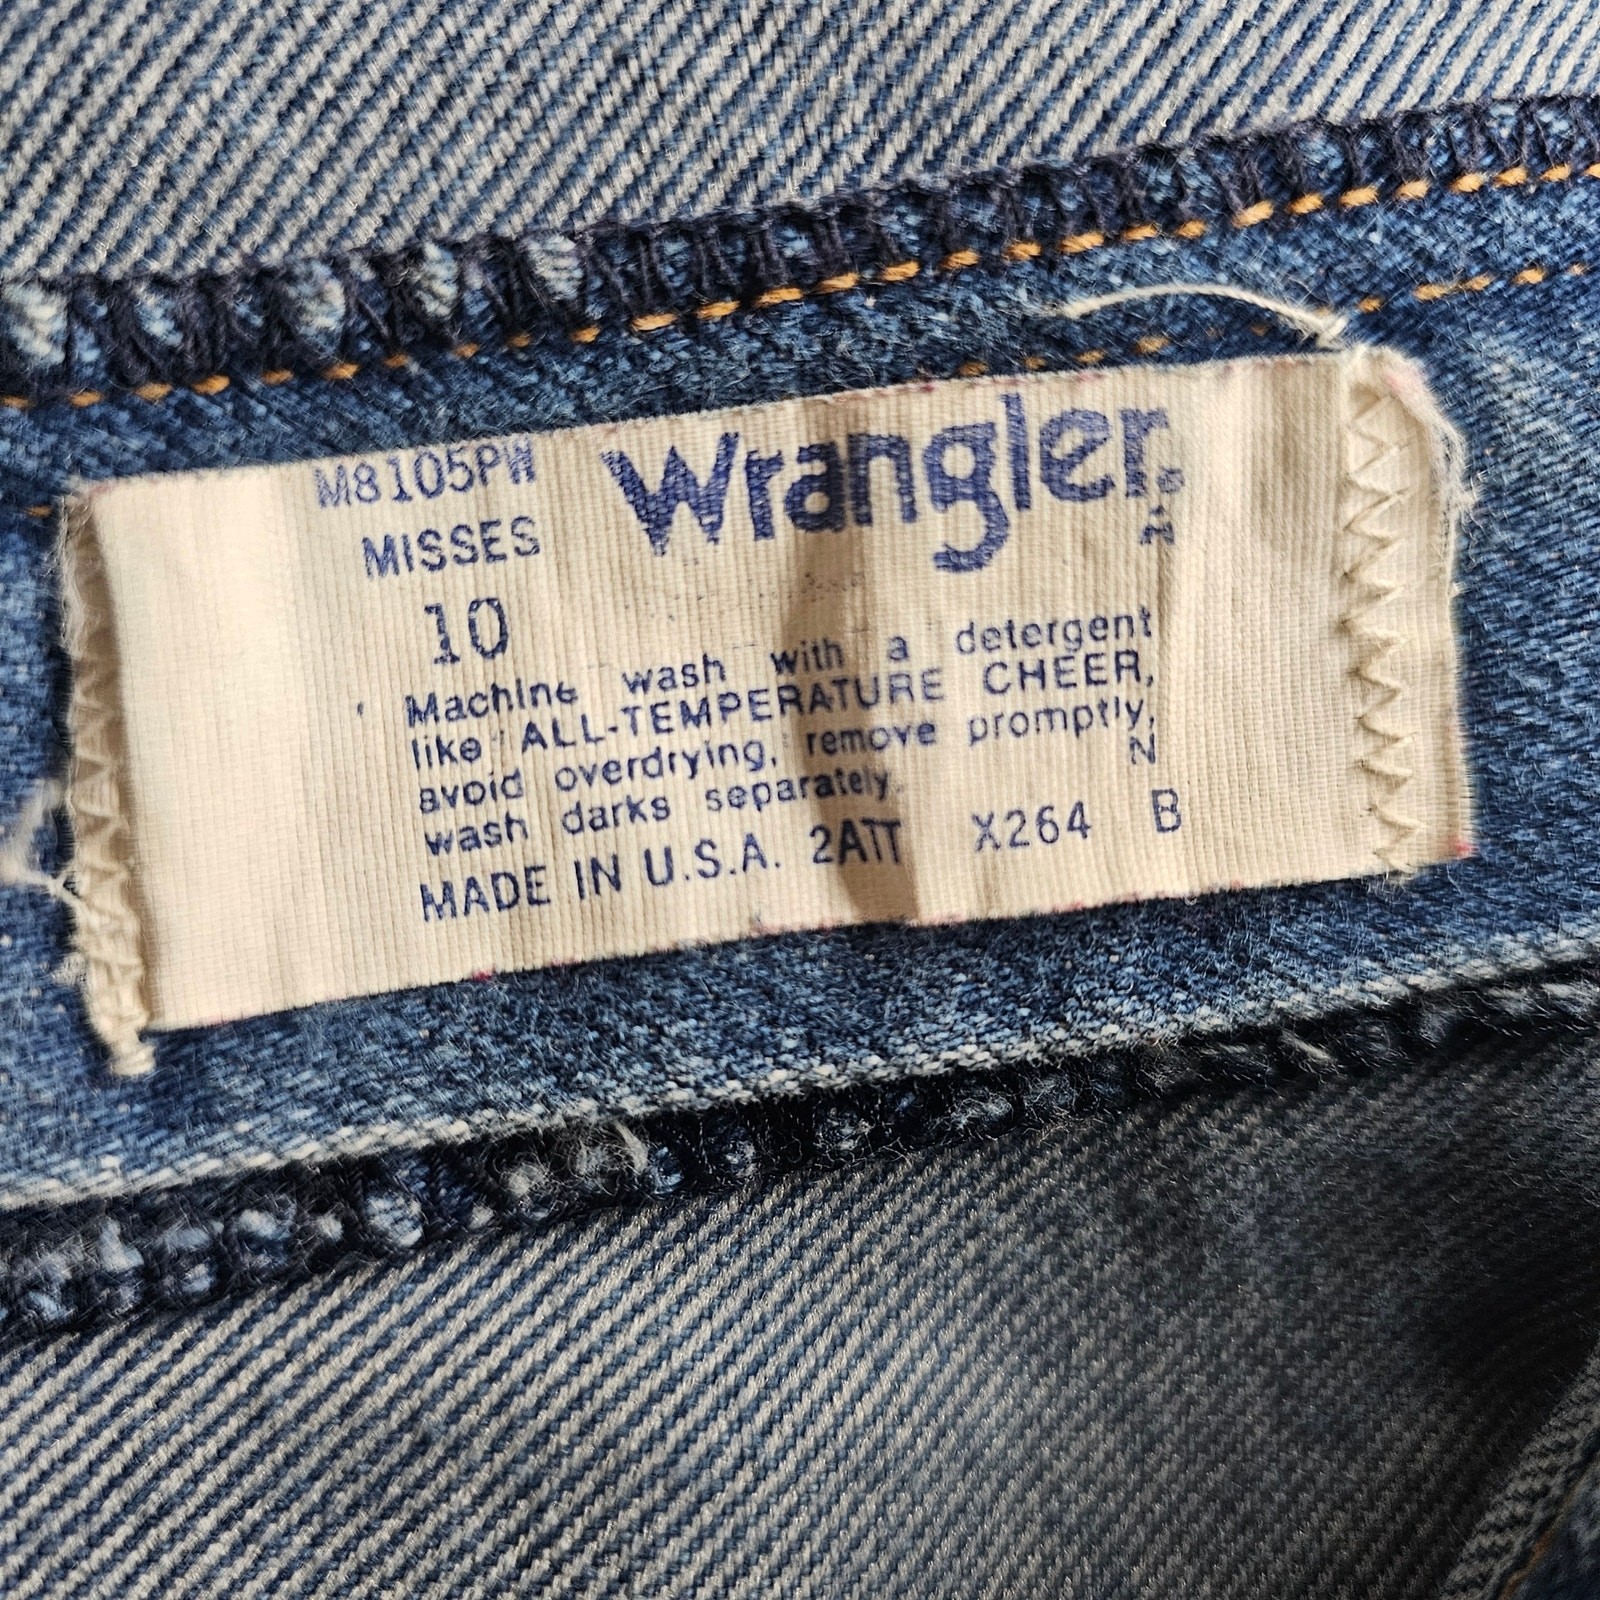 M8105PW Wrangler®
MISSES
10
Machine wash with a detergent
like ALL-TEMPERATURE CHEER,
avoid overdrying, remove promptly,
wash darks separately. N
MADE IN U.S.A. 2ATT X264 B